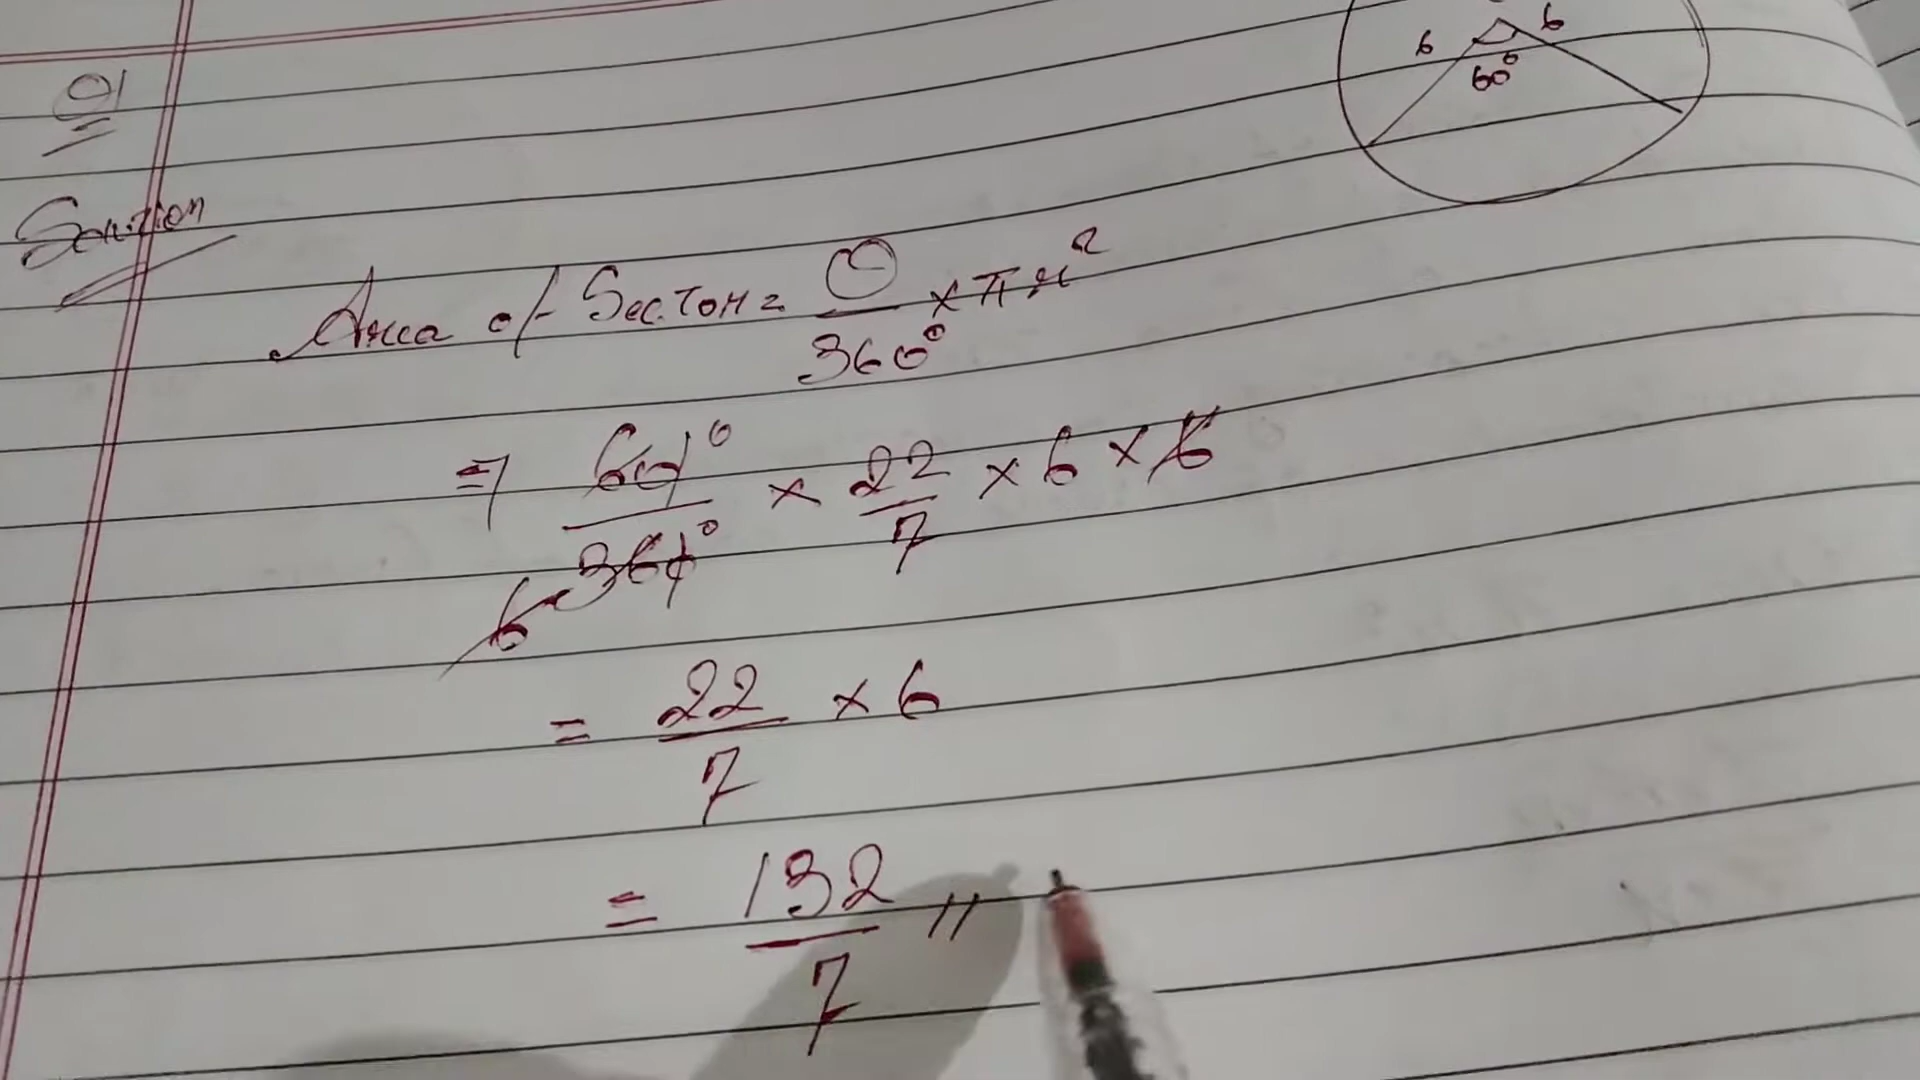 6 6
60°
Q1
Solution
Area of Sector = θ/360° × πr²
⇒ 60°/360° × 22/7 × 6 × 6
6
= 22/7 × 6
= 132/7 //